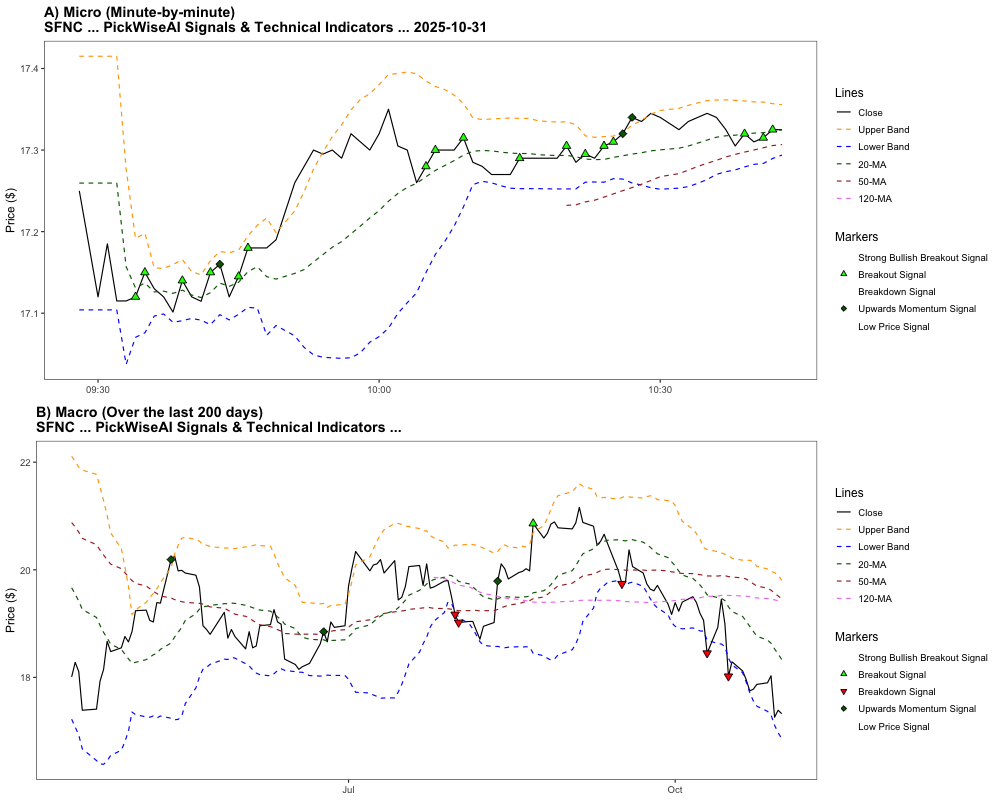 A) Micro (Minute-by-minute)
SFNC ... PickWiseAI Signals & Technical Indicators ... 2025-10-31
Price ($)
17.4
17.3
17.2
17.1
09:30
10:00
10:30
Lines
Close
Upper Band
Lower Band
20-MA
50-MA
120-MA
Markers
Strong Bullish Breakout Signal
Breakout Signal
Breakdown Signal
Upwards Momentum Signal
Low Price Signal
B) Macro (Over the last 200 days)
SFNC ... PickWiseAI Signals & Technical Indicators ...
Price ($)
22
20
18
Jul
Oct
Lines
Close
Upper Band
Lower Band
20-MA
50-MA
120-MA
Markers
Strong Bullish Breakout Signal
Breakout Signal
Breakdown Signal
Upwards Momentum Signal
Low Price Signal